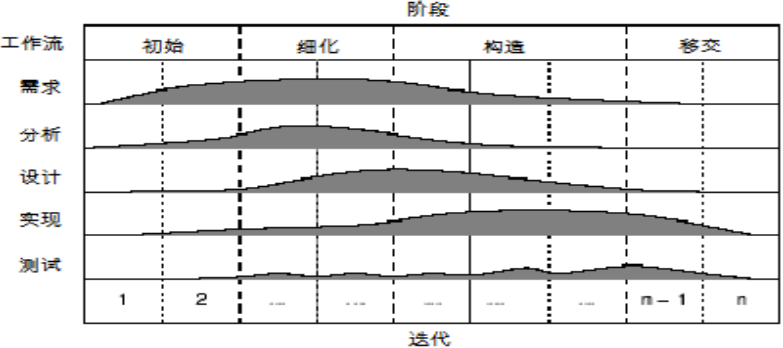 阶段
工作流 初始 细化 构造 移交
需求
分析
设计
实现
测试
1 2 ... ... ... ... ... n－1 n
迭代